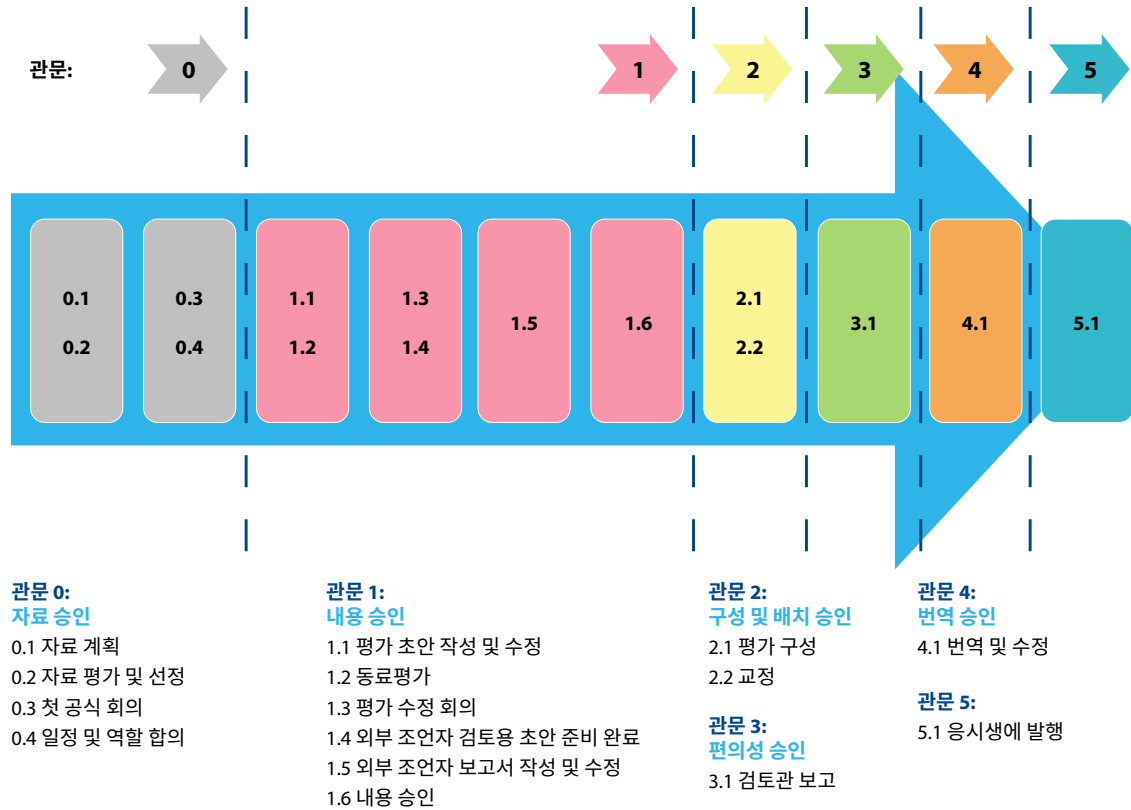 관문:
0
1
2
3
4
5
0.1
0.2
0.3
0.4
1.1
1.2
1.3
1.4
1.5
1.6
2.1
2.2
3.1
4.1
5.1
관문 0:
자료 승인
0.1 자료 계획
0.2 자료 평가 및 선정
0.3 첫 공식 회의
0.4 일정 및 역할 합의
관문 1:
내용 승인
1.1 평가 초안 작성 및 수정
1.2 동료평가
1.3 평가 수정 회의
1.4 외부 조언자 검토용 초안 준비 완료
1.5 외부 조언자 보고서 작성 및 수정
1.6 내용 승인
관문 2:
구성 및 배치 승인
2.1 평가 구성
2.2 교정
관문 3:
편의성 승인
3.1 검토관 보고
관문 4:
번역 승인
4.1 번역 및 수정
관문 5:
5.1 응시생에 발행